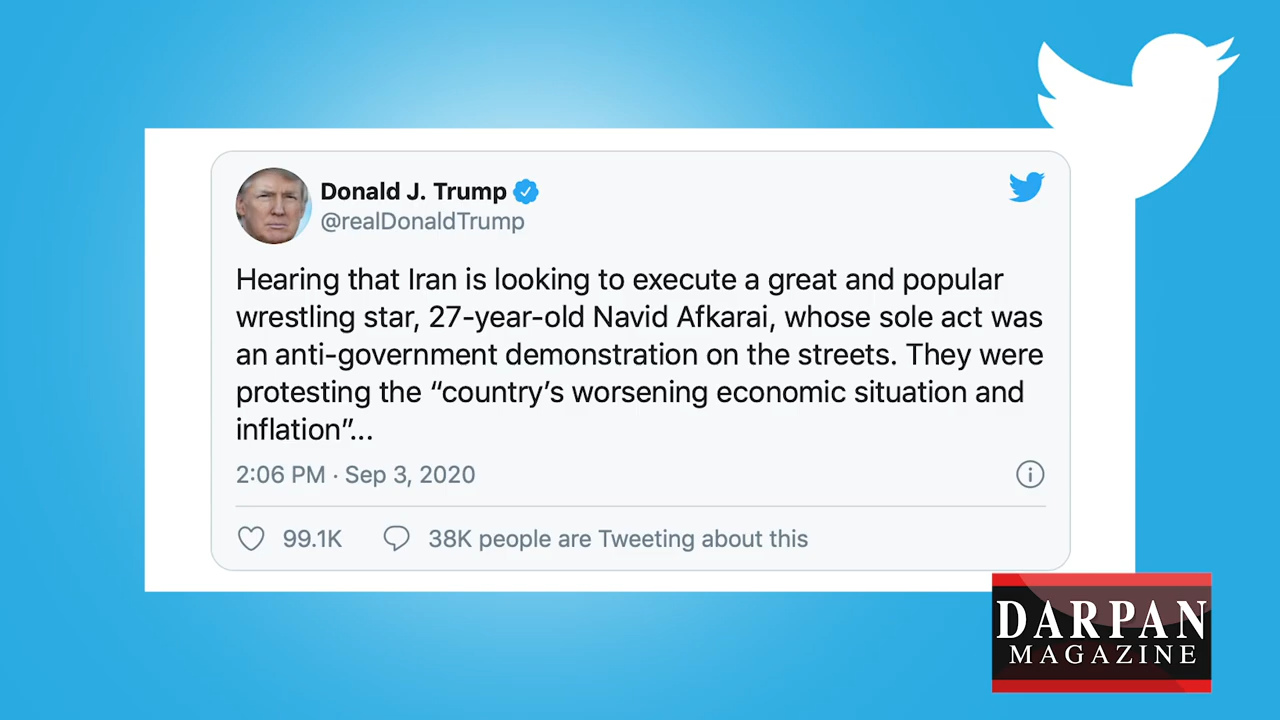 Donald J. Trump
@realDonaldTrump
Hearing that Iran is looking to execute a great and popular
wrestling star, 27-year-old Navid Afkarai, whose sole act was
an anti-government demonstration on the streets. They were
protesting the “country’s worsening economic situation and
inflation”...
2:06 PM · Sep 3, 2020
99.1K 38K people are Tweeting about this
DARPAN
MAGAZINE